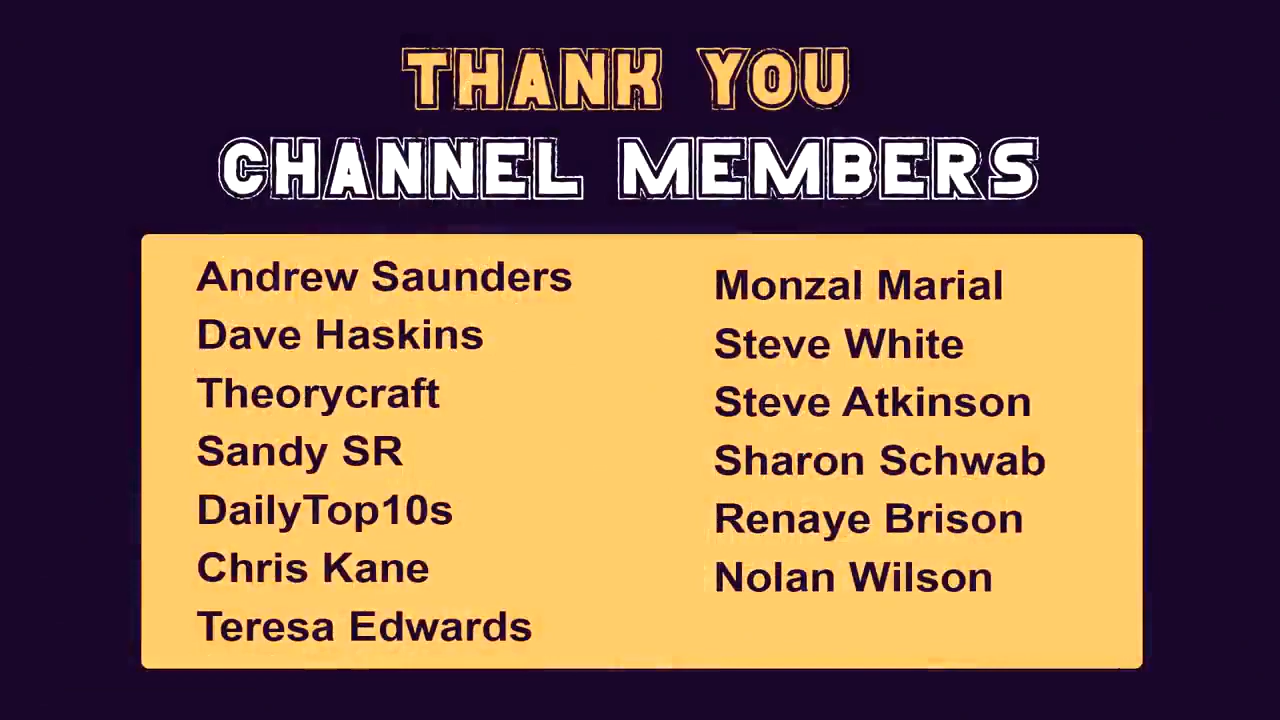 THANK YOU
CHANNEL MEMBERS
Andrew Saunders
Dave Haskins
Theorycraft
Sandy SR
DailyTop10s
Chris Kane
Teresa Edwards
Monzal Marial
Steve White
Steve Atkinson
Sharon Schwab
Renaye Brison
Nolan Wilson